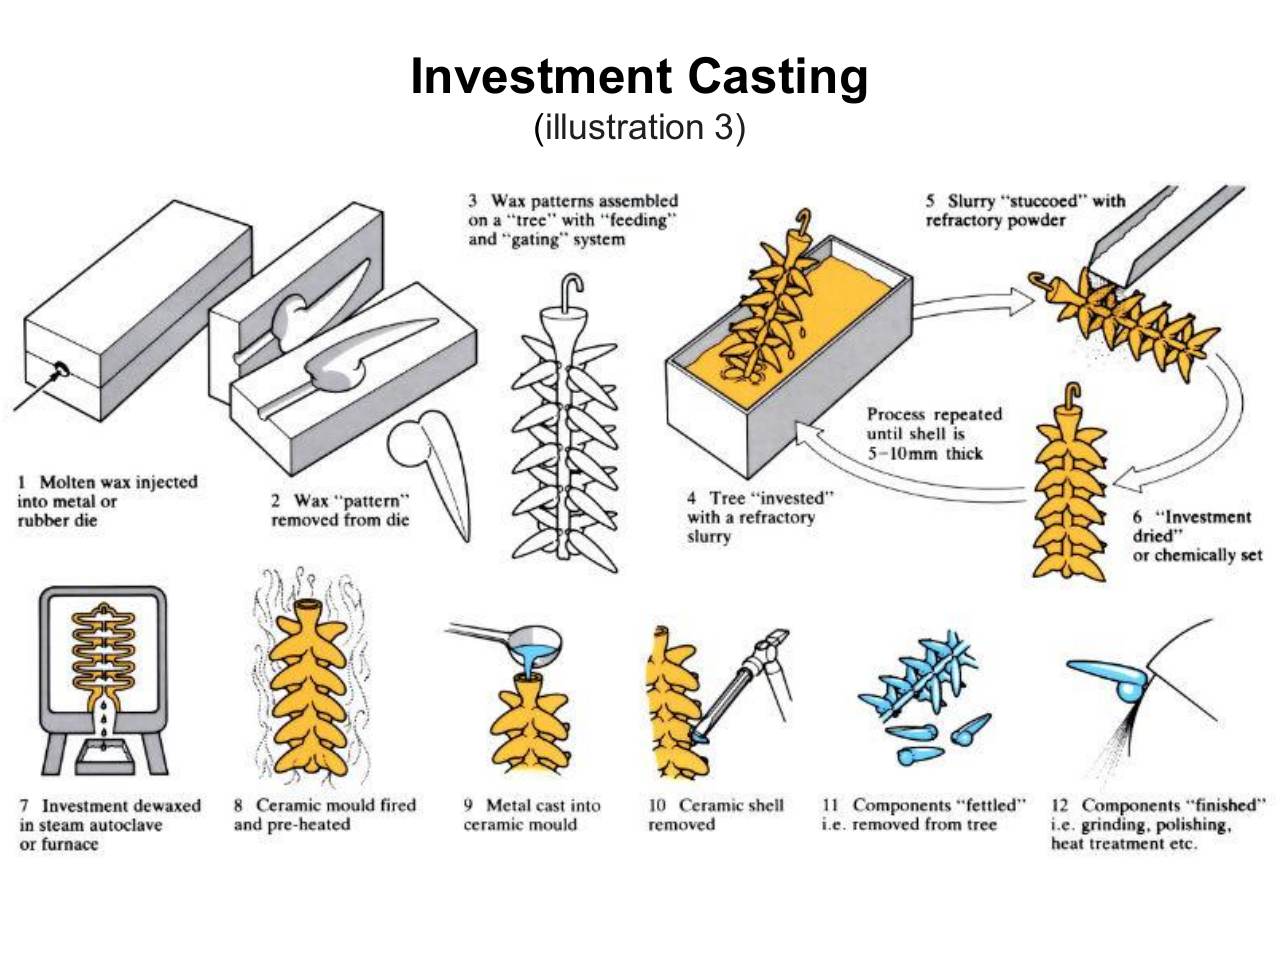 Investment Casting
(illustration 3)
1 Molten wax injected
into metal or
rubber die
2 Wax "pattern"
removed from die
3 Wax patterns assembled
on a "tree" with "feeding"
and "gating" system
4 Tree "invested"
with a refractory
slurry
5 Slurry "stuccoed" with
refractory powder
Process repeated
until shell is
5-10mm thick
6 "Investment
dried"
or chemically set
7 Investment dewaxed
in steam autoclave
or furnace
8 Ceramic mould fired
and pre-heated
9 Metal cast into
ceramic mould
10 Ceramic shell
removed
11 Components "fettled"
i.e. removed from tree
12 Components "finished"
i.e. grinding, polishing,
heat treatment etc.